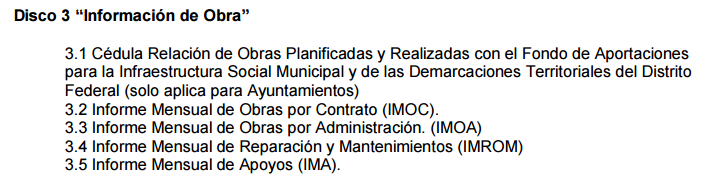 Disco 3 “Información de Obra”
3.1 Cédula Relación de Obras Planificadas y Realizadas con el Fondo de Aportaciones
para la Infraestructura Social Municipal y de las Demarcaciones Territoriales del Distrito
Federal (solo aplica para Ayuntamientos)
3.2 Informe Mensual de Obras por Contrato (IMOC).
3.3 Informe Mensual de Obras por Administración. (IMOA)
3.4 Informe Mensual de Reparación y Mantenimientos (IMROM)
3.5 Informe Mensual de Apoyos (IMA).